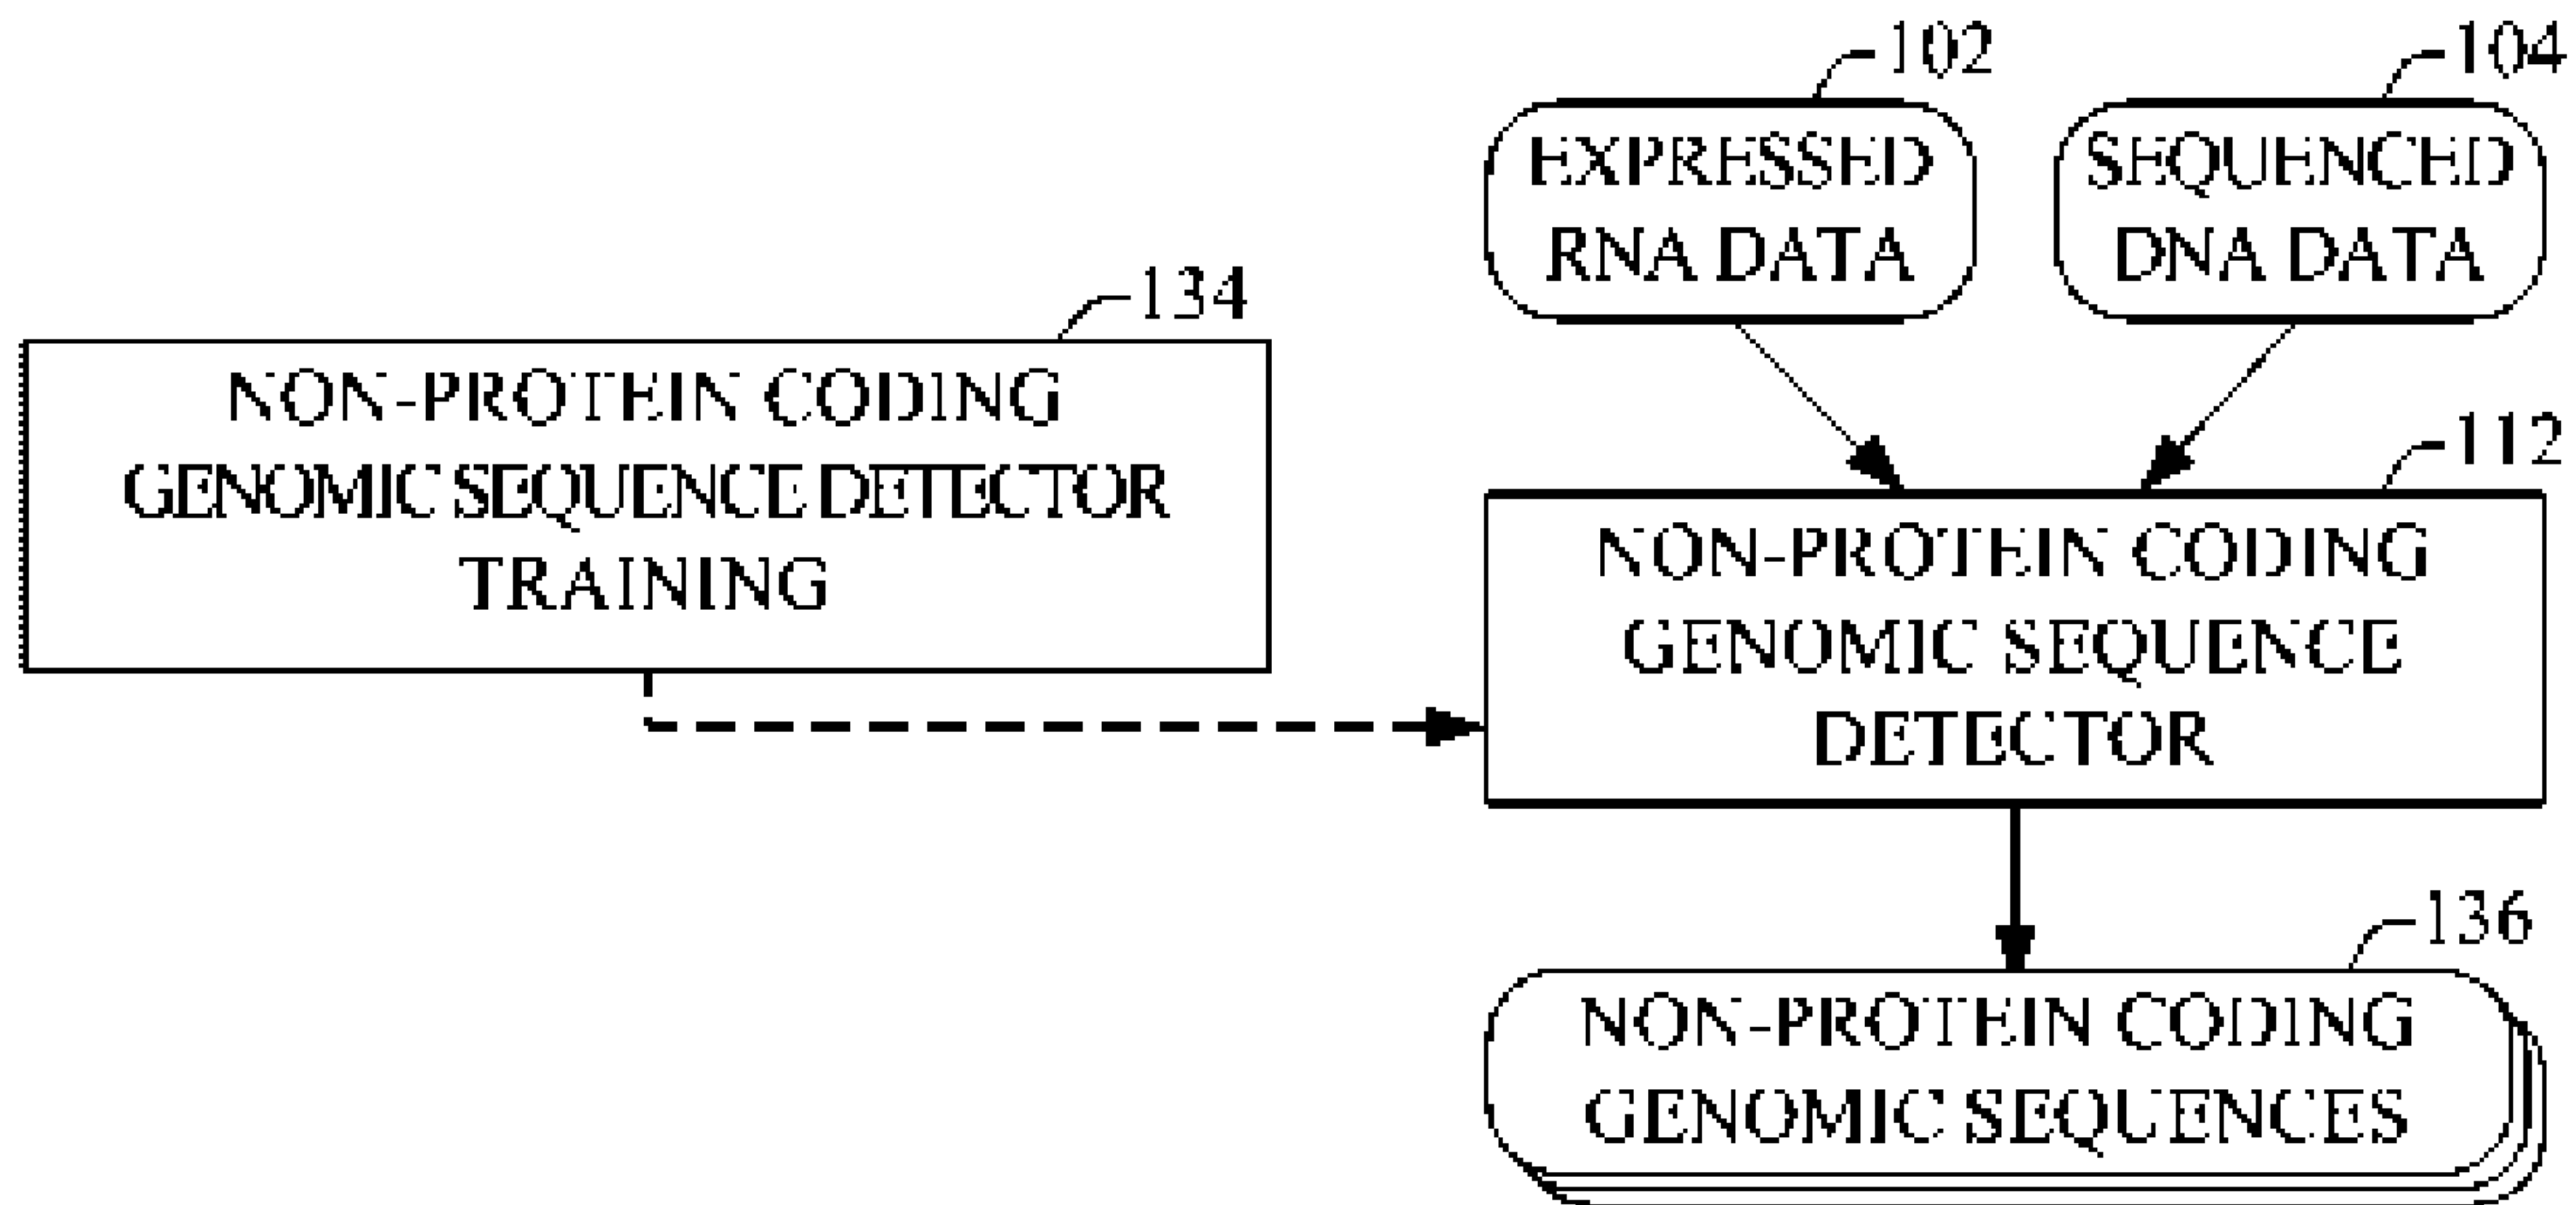 102
EXPRESSED
RNA DATA
104
SEQUENCED
DNA DATA
134
NON-PROTEIN CODING
GENOMIC SEQUENCE DETECTOR
TRAINING
112
NON-PROTEIN CODING
GENOMIC SEQUENCE
DETECTOR
136
NON-PROTEIN CODING
GENOMIC SEQUENCES